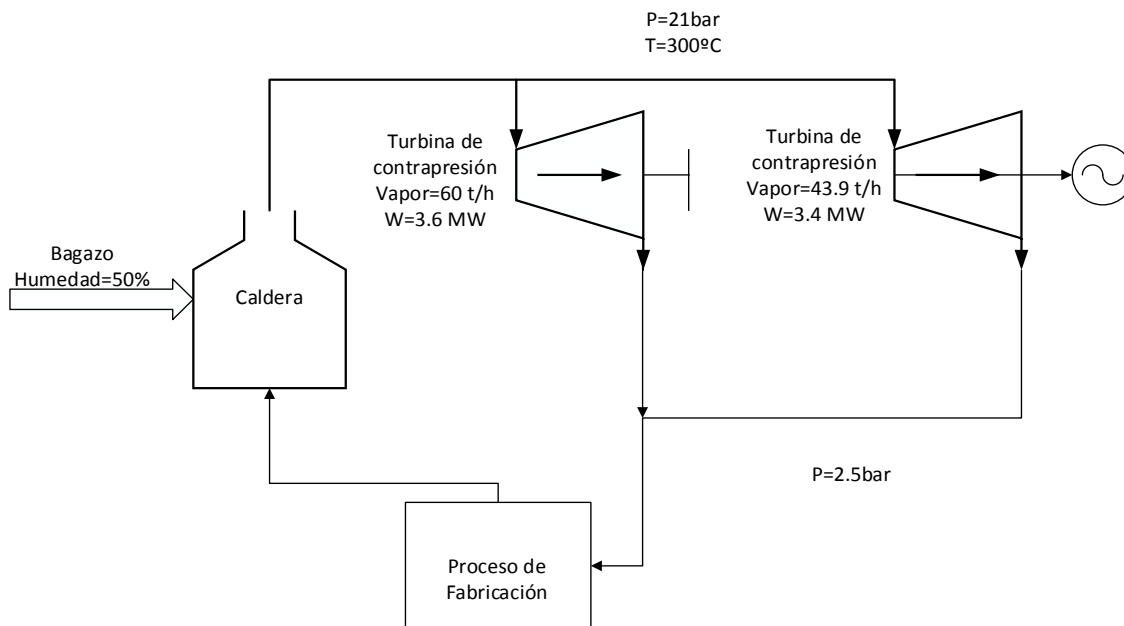 P=21bar
T=300ºC
Turbina de
contrapresión
Vapor=60 t/h
W=3.6 MW
Turbina de
contrapresión
Vapor=43.9 t/h
W=3.4 MW
Bagazo
Humedad=50%
Caldera
P=2.5bar
Proceso de
Fabricación